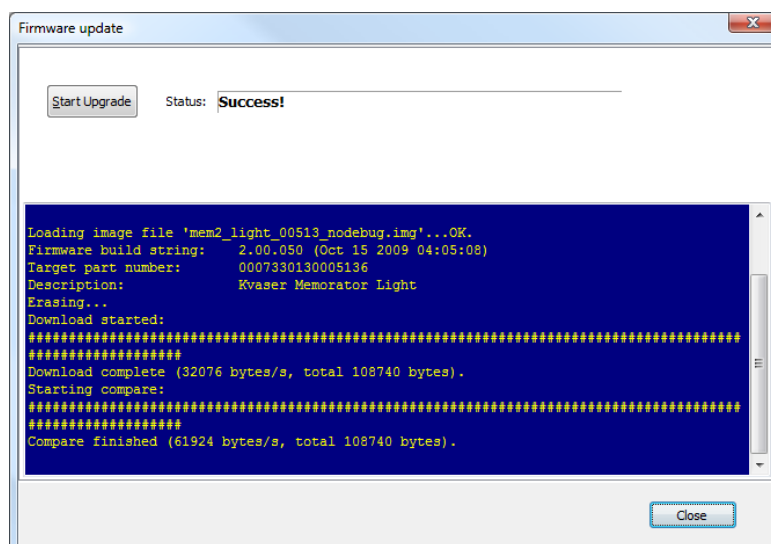 Firmware update
Start Upgrade Status: Success!
Loading image file 'mem2_light_00513_nodebug.img'...OK.
Firmware build string: 2.00.050 (Oct 15 2009 04:05:08)
Target part number: 0007330130005136
Description: Kvaser Memorator Light
Erasing...
Download started:
########################################################################################
###################
Download complete (32076 bytes/s, total 108740 bytes).
Starting compare:
########################################################################################
###################
Compare finished (61924 bytes/s, total 108740 bytes).
Close